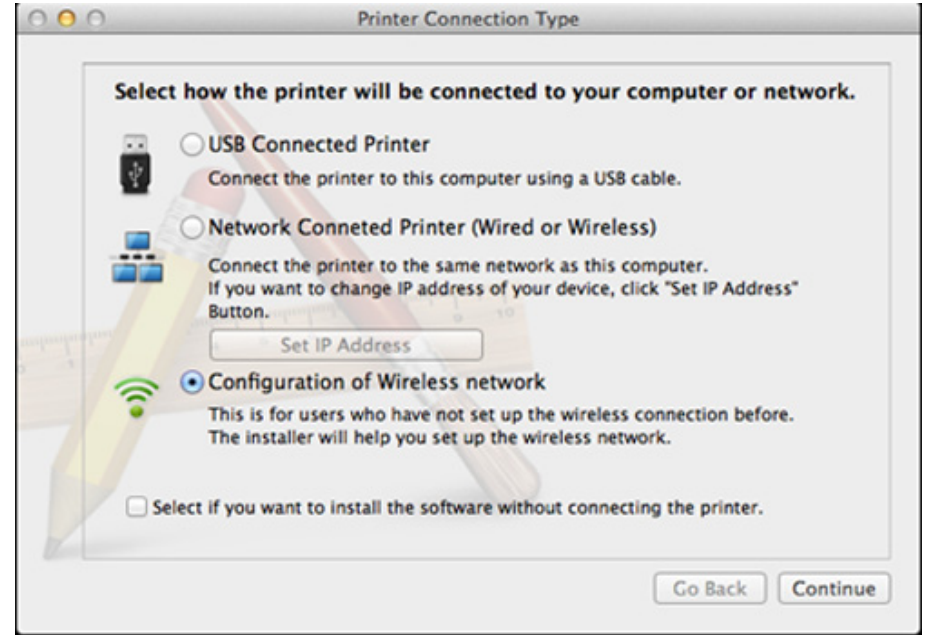 Printer Connection Type
Select how the printer will be connected to your computer or network.
USB Connected Printer
Connect the printer to this computer using a USB cable.
Network Conneted Printer (Wired or Wireless)
Connect the printer to the same network as this computer.
If you want to change IP address of your device, click "Set IP Address"
Button.
Set IP Address
Configuration of Wireless network
This is for users who have not set up the wireless connection before.
The installer will help you set up the wireless network.
Select if you want to install the software without connecting the printer.
Go Back
Continue